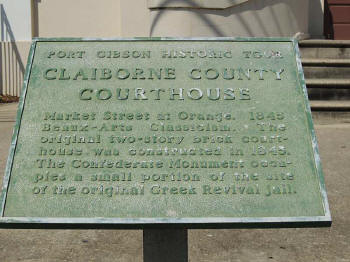 PORT GIBSON HISTORIC TOUR
CLAIBORNE COUNTY
COURTHOUSE
Market Street at Orange. 1845
Beaux-Arts Classicism. The
original two-story brick court-
house was constructed in 1845.
The Confederate Monument occu-
pies a small portion of the site
of the original Greek Revival jail.